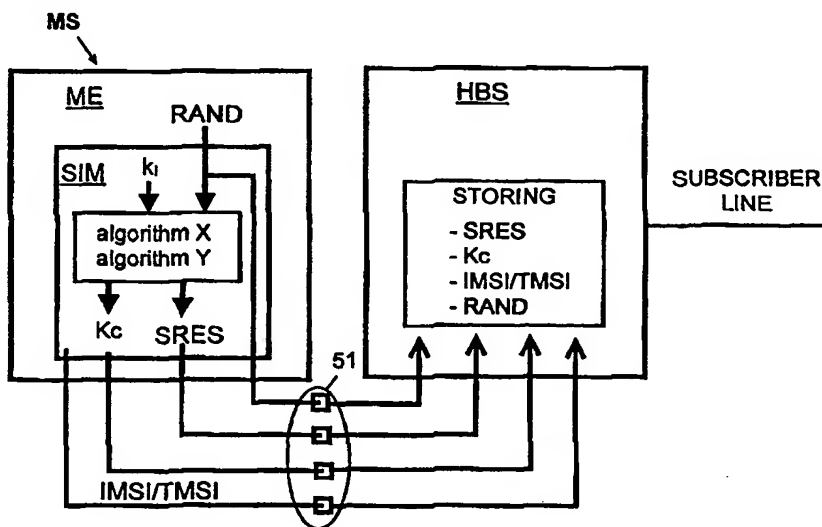 MS
ME
RAND
SIM
kI
algorithm X
algorithm Y
Kc
SRES
IMSI/TMSI
51
HBS
STORING
- SRES
- Kc
- IMSI/TMSI
- RAND
SUBSCRIBER
LINE